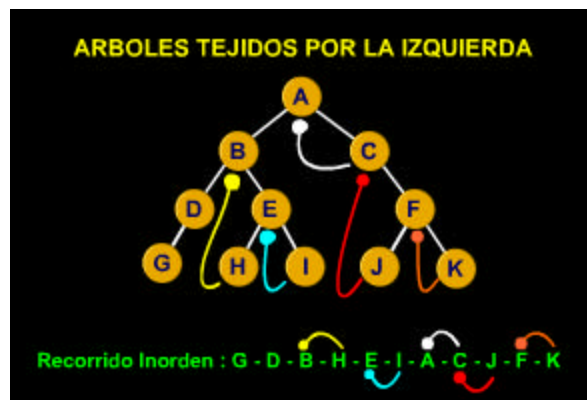 ARBOLES TEJIDOS POR LA IZQUIERDA
A
B C
D E F
G H I J K
Recorrido Inorden : G - D - B - H - E - I - A - C - J - F - K